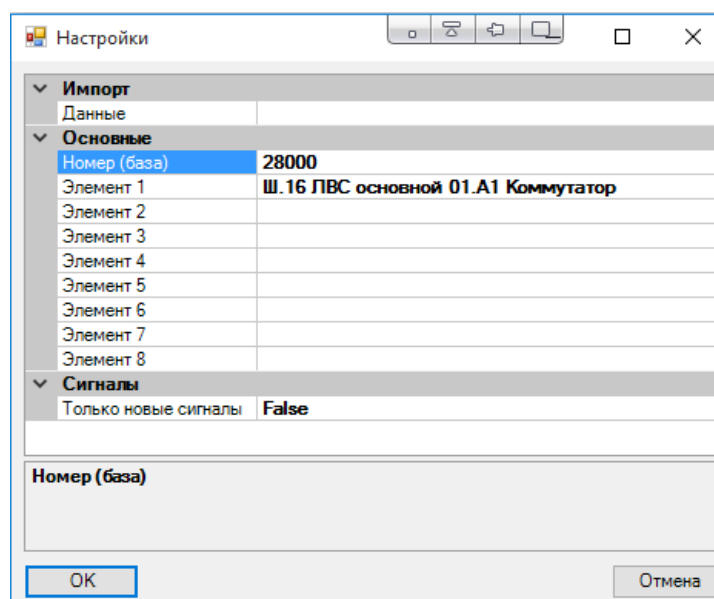 Настройки
Импорт
Данные
Основные
Номер (база) 28000
Элемент 1 Ш.16 ЛВС основной 01.А1 Коммутатор
Элемент 2
Элемент 3
Элемент 4
Элемент 5
Элемент 6
Элемент 7
Элемент 8
Сигналы
Только новые сигналы False
Номер (база)
OK Отмена